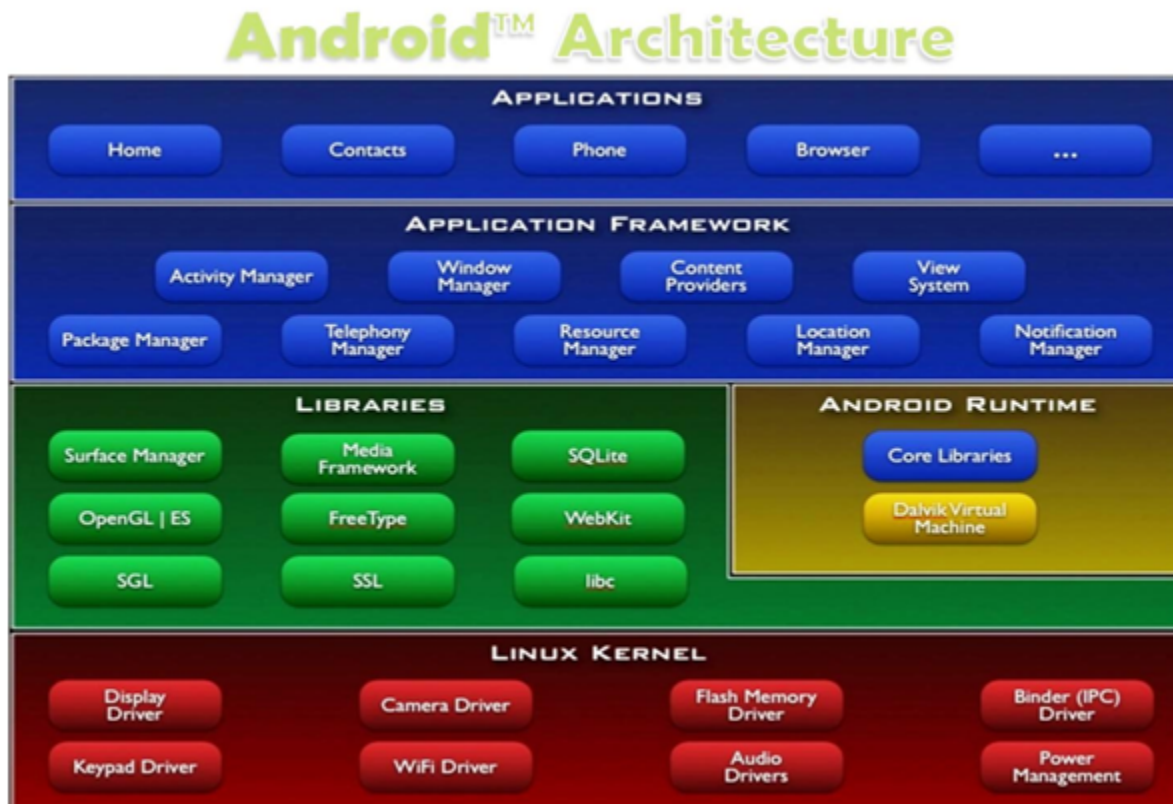 Android™ Architecture
APPLICATIONS
Home
Contacts
Phone
Browser
...
APPLICATION FRAMEWORK
Activity Manager
Window
Manager
Content
Providers
View
System
Package Manager
Telephony
Manager
Resource
Manager
Location
Manager
Notification
Manager
LIBRARIES
Surface Manager
Media
Framework
SQLite
OpenGL | ES
FreeType
WebKit
SGL
SSL
libc
ANDROID RUNTIME
Core Libraries
Dalvik Virtual
Machine
LINUX KERNEL
Display
Driver
Camera Driver
Flash Memory
Driver
Binder (IPC)
Driver
Keypad Driver
WiFi Driver
Audio
Drivers
Power
Management